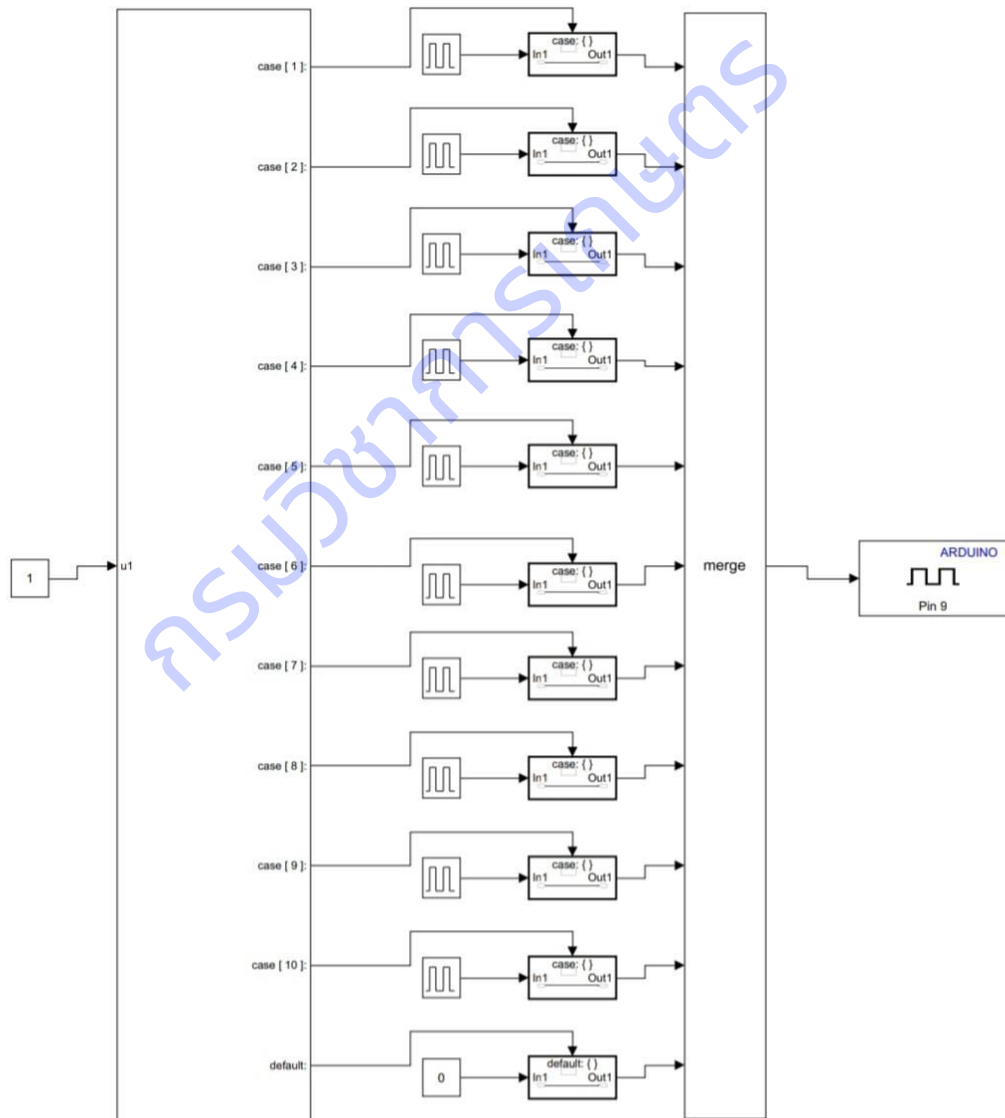 case: { }
In1 Out1
case [ 1 ]:
case: { }
In1 Out1
case [ 2 ]:
case: { }
In1 Out1
case [ 3 ]:
case: { }
In1 Out1
case [ 4 ]:
case: { }
In1 Out1
case [ 5 ]:
ARDUINO
1
u1
case [ 6 ]:
case: { }
In1 Out1
merge
Pin 9
case [ 7 ]:
case: { }
In1 Out1
case [ 8 ]:
case: { }
In1 Out1
case [ 9 ]:
case: { }
In1 Out1
case [ 10 ]:
case: { }
In1 Out1
default:
default: { }
0
In1 Out1
กรมวิชาการเกษตร